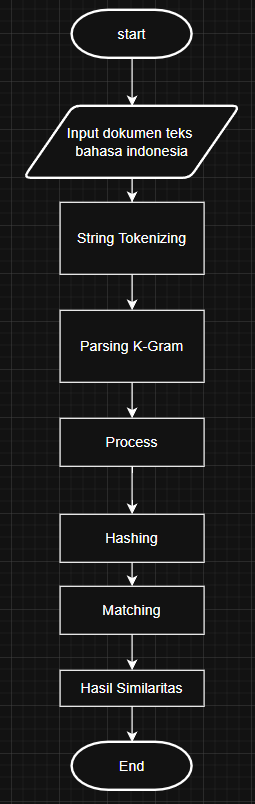 start
Input dokumen teks
bahasa indonesia
String Tokenizing
Parsing K-Gram
Process
Hashing
Matching
Hasil Similaritas
End